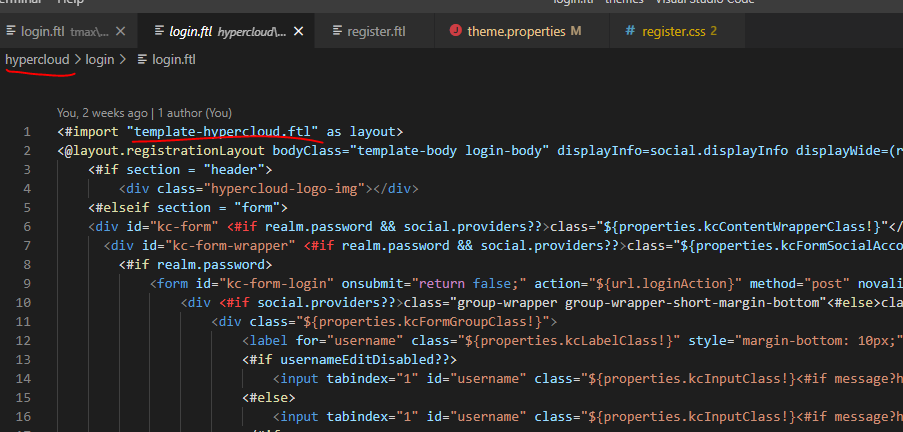 Help
login.ftl - themes - Visual Studio Code
login.ftl tmax\...
login.ftl hypercloud\...
register.ftl
theme.properties M
# register.css 2
hypercloud > login > login.ftl
You, 2 weeks ago | 1 author (You)
1 <#import "template-hypercloud.ftl" as layout>
2 <@layout.registrationLayout bodyClass="template-body login-body" displayInfo=social.displayInfo displayWide=(r
3 <#if section = "header">
4 <div class="hypercloud-logo-img"></div>
5 <#elseif section = "form">
6 <div id="kc-form" <#if realm.password && social.providers??>class="${properties.kcContentWrapperClass!}"</
7 <div id="kc-form-wrapper" <#if realm.password && social.providers??>class="${properties.kcFormSocialAcco
8 <#if realm.password>
9 <form id="kc-form-login" onsubmit="return false;" action="${url.loginAction}" method="post" novali
10 <div <#if social.providers??>class="group-wrapper group-wrapper-short-margin-bottom"<#else>cla
11 <div class="${properties.kcFormGroupClass!}">
12 <label for="username" class="${properties.kcLabelClass!}" style="margin-bottom: 10px;"
13 <#if usernameEditDisabled??>
14 <input tabindex="1" id="username" class="${properties.kcInputClass!}<#if message?h
15 <#else>
16 <input tabindex="1" id="username" class="${properties.kcInputClass!}<#if message?h